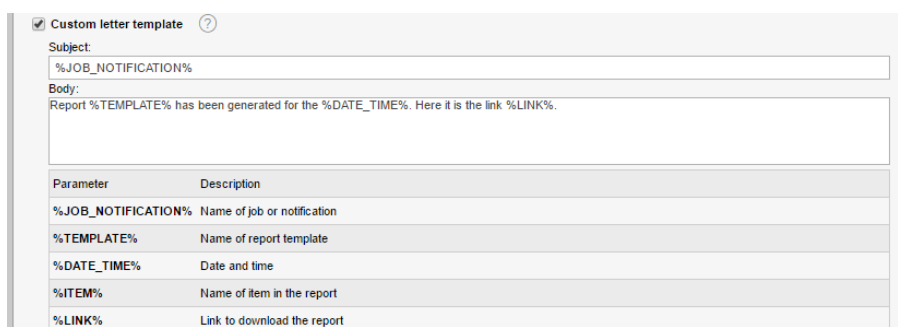 Custom letter template ?
Subject:
%JOB_NOTIFICATION%
Body:
Report %TEMPLATE% has been generated for the %DATE_TIME%. Here it is the link %LINK%.
Parameter Description
%JOB_NOTIFICATION% Name of job or notification
%TEMPLATE% Name of report template
%DATE_TIME% Date and time
%ITEM% Name of item in the report
%LINK% Link to download the report